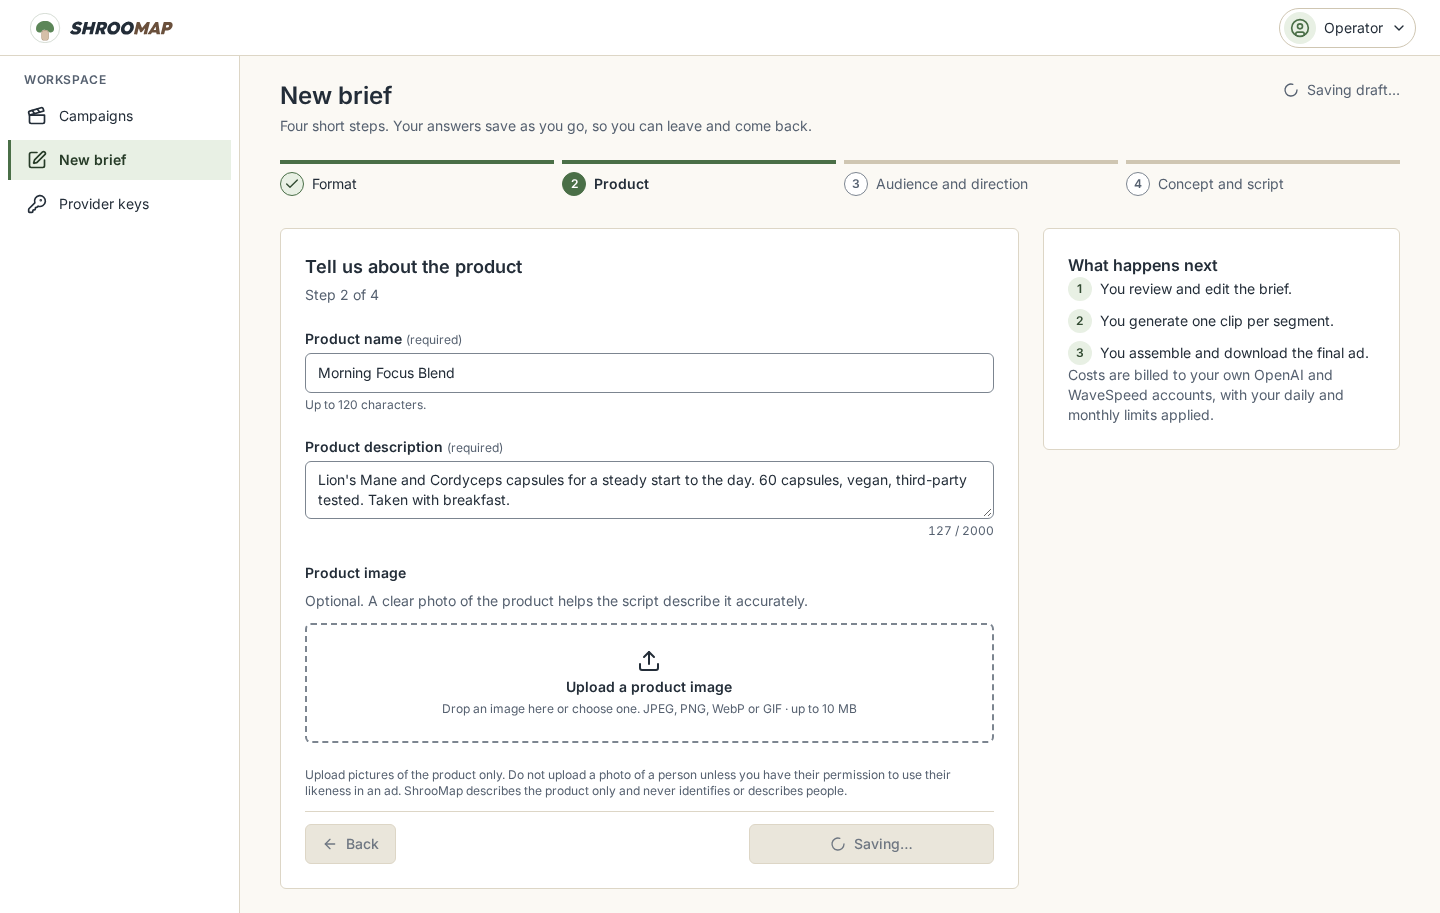 SHROOMAP
Operator
WORKSPACE
Campaigns
New brief
Provider keys
New brief
Saving draft...
Four short steps. Your answers save as you go, so you can leave and come back.
Format
2 Product
3 Audience and direction
4 Concept and script
Tell us about the product
Step 2 of 4
Product name (required)
Morning Focus Blend
Up to 120 characters.
Product description (required)
Lion's Mane and Cordyceps capsules for a steady start to the day. 60 capsules, vegan, third-party
tested. Taken with breakfast.
127 / 2000
Product image
Optional. A clear photo of the product helps the script describe it accurately.
Upload a product image
Drop an image here or choose one. JPEG, PNG, WebP or GIF · up to 10 MB
Upload pictures of the product only. Do not upload a photo of a person unless you have their permission to use their
likeness in an ad. ShrooMap describes the product only and never identifies or describes people.
Back
Saving...
What happens next
1 You review and edit the brief.
2 You generate one clip per segment.
3 You assemble and download the final ad.
Costs are billed to your own OpenAI and
WaveSpeed accounts, with your daily and
monthly limits applied.